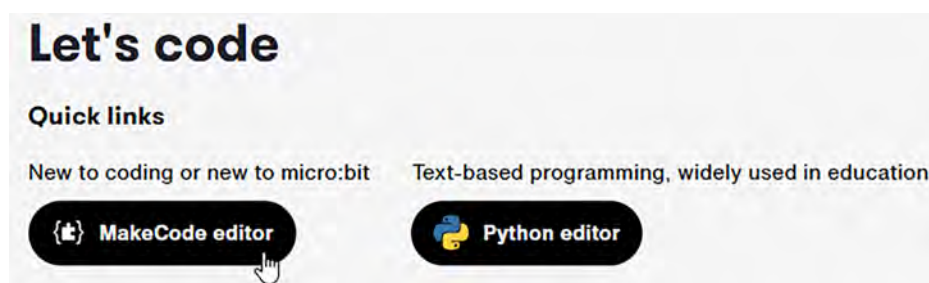 Let's code
Quick links
New to coding or new to micro:bit
MakeCode editor
Text-based programming, widely used in education
Python editor